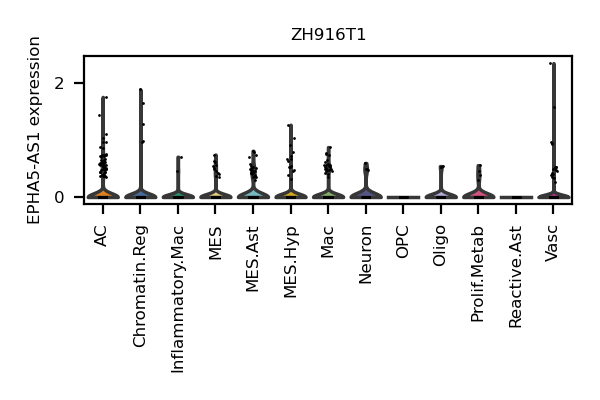 ZH916T1
EPHA5-AS1 expression
2
0
AC
Chromatin.Reg
Inflammatory.Mac
MES
MES.Ast
MES.Hyp
Mac
Neuron
OPC
Oligo
Prolif.Metab
Reactive.Ast
Vasc